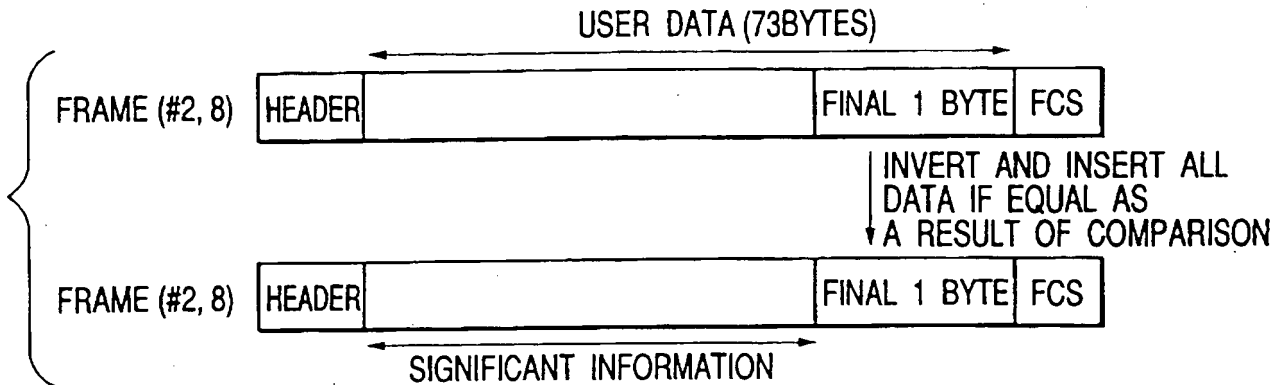 USER DATA (73BYTES)
FRAME (#2, 8) HEADER FINAL 1 BYTE FCS
INVERT AND INSERT ALL
DATA IF EQUAL AS
A RESULT OF COMPARISON
FRAME (#2, 8) HEADER FINAL 1 BYTE FCS
SIGNIFICANT INFORMATION